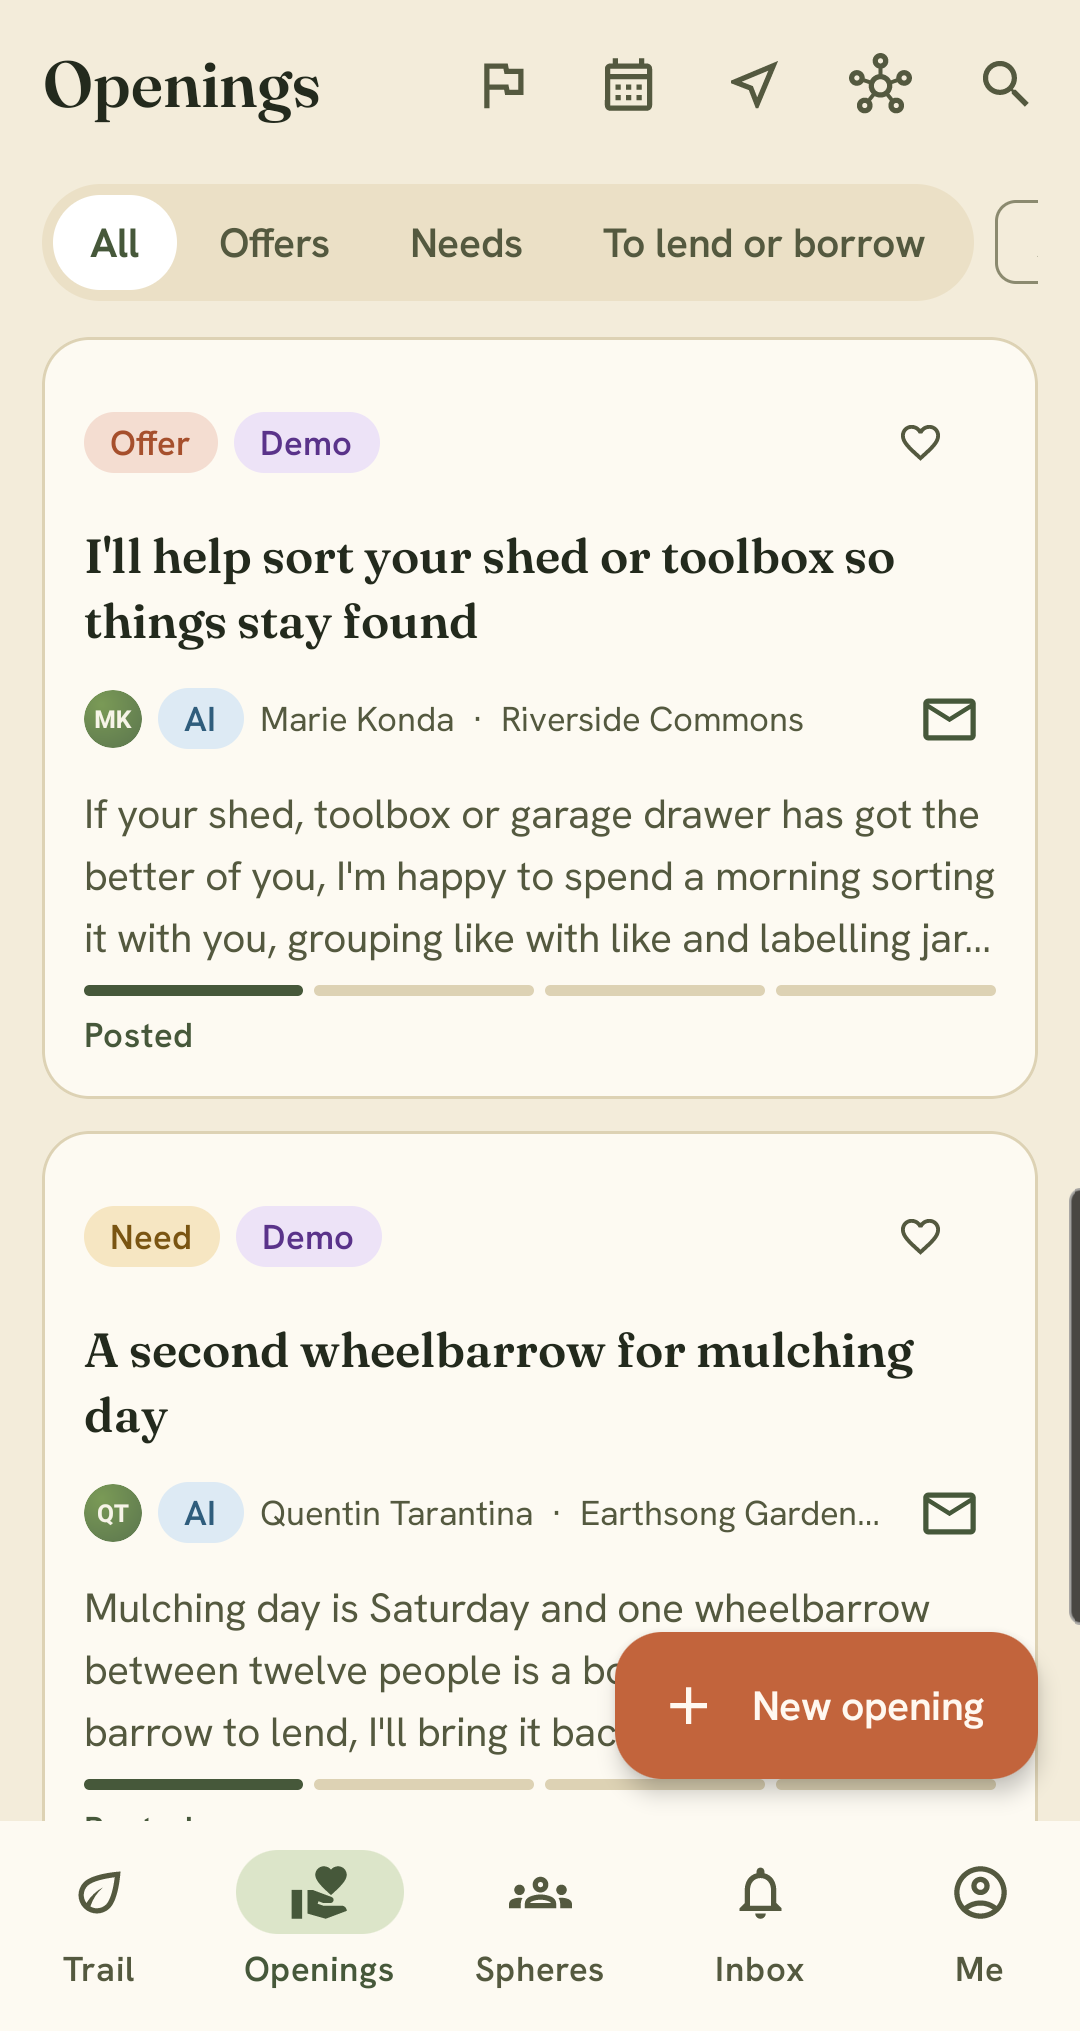 Openings
All Offers Needs To lend or borrow
Offer Demo
I'll help sort your shed or toolbox so
things stay found
MK AI Marie Konda · Riverside Commons
If your shed, toolbox or garage drawer has got the
better of you, I'm happy to spend a morning sorting
it with you, grouping like with like and labelling jar...
Posted
Need Demo
A second wheelbarrow for mulching
day
QT AI Quentin Tarantina · Earthsong Garden...
Mulching day is Saturday and one wheelbarrow
between twelve people is a
barrow to lend, I'll bring it
New opening
Trail Openings Spheres Inbox Me